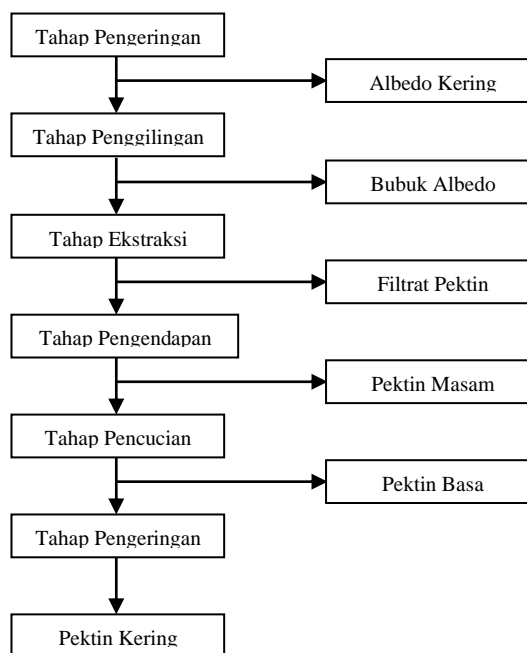 Tahap Pengeringan
Albedo Kering
Tahap Penggilingan
Bubuk Albedo
Tahap Ekstraksi
Filtrat Pektin
Tahap Pengendapan
Pektin Masam
Tahap Pencucian
Pektin Basa
Tahap Pengeringan
Pektin Kering